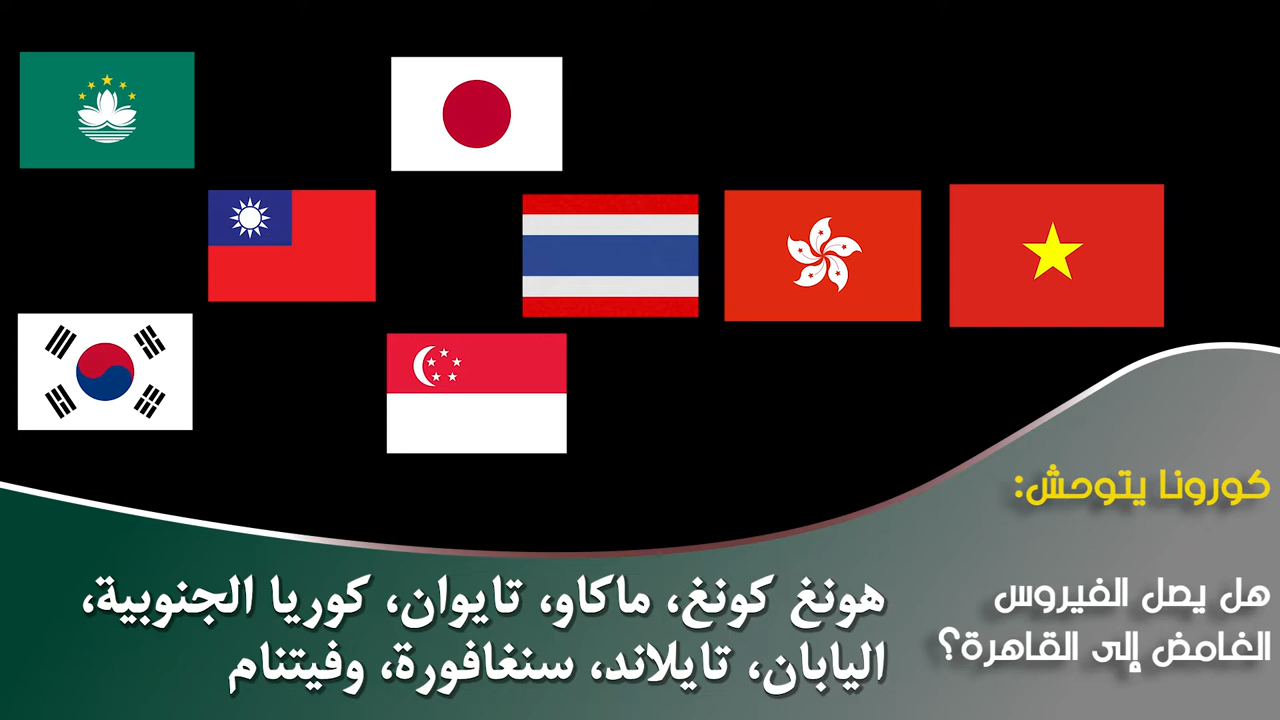 كورونا يتوحش:
هل يصل الفيروس
الغامض إلى القاهرة؟
هونغ كونغ، ماكاو، تايوان، كوريا الجنوبية،
اليابان، تايلاند، سنغافورة، وفيتنام